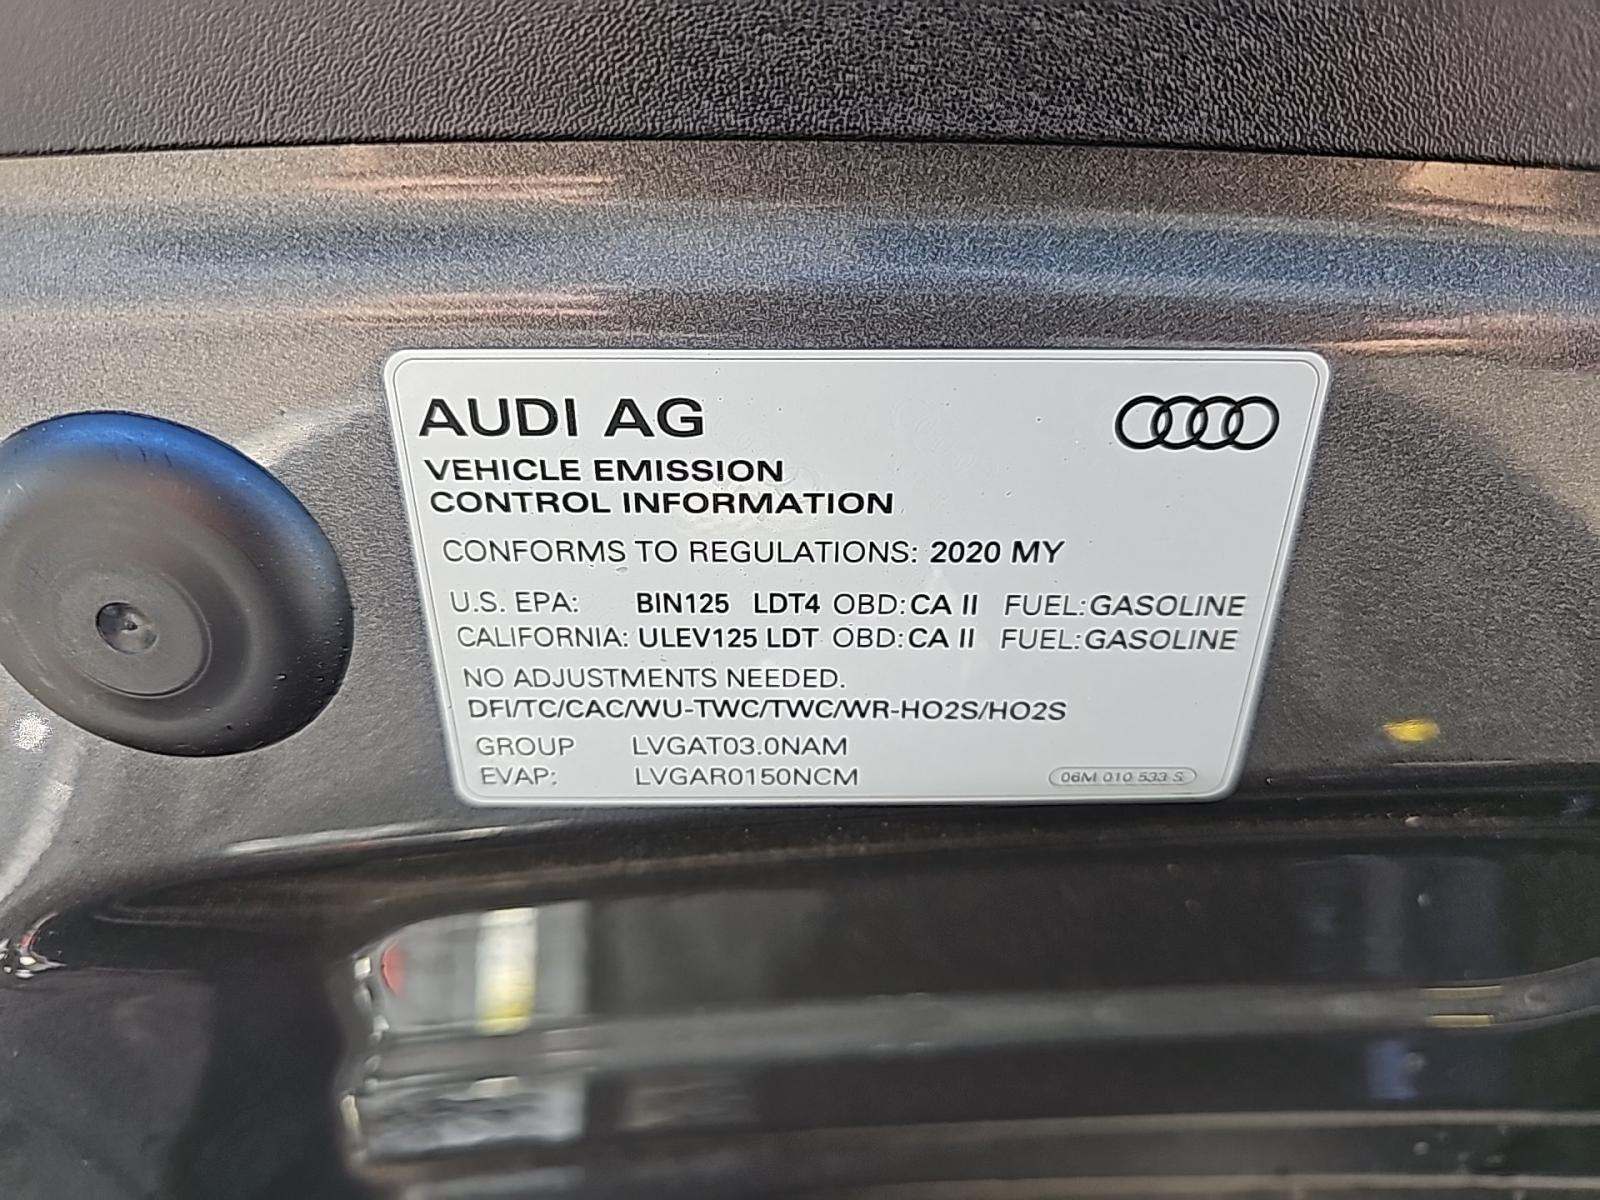 AUDI AG
VEHICLE EMISSION
CONTROL INFORMATION
CONFORMS TO REGULATIONS: 2020 MY
U.S. EPA: BIN125 LDT4 OBD: CA II FUEL: GASOLINE
CALIFORNIA: ULEV125 LDT OBD: CA II FUEL: GASOLINE
NO ADJUSTMENTS NEEDED.
DFI/TC/CAC/WU-TWC/TWC/WR-HO2S/HO2S
GROUP LVGAT03.0NAM
EVAP: LVGAR0150NCM
06M 010 533 S